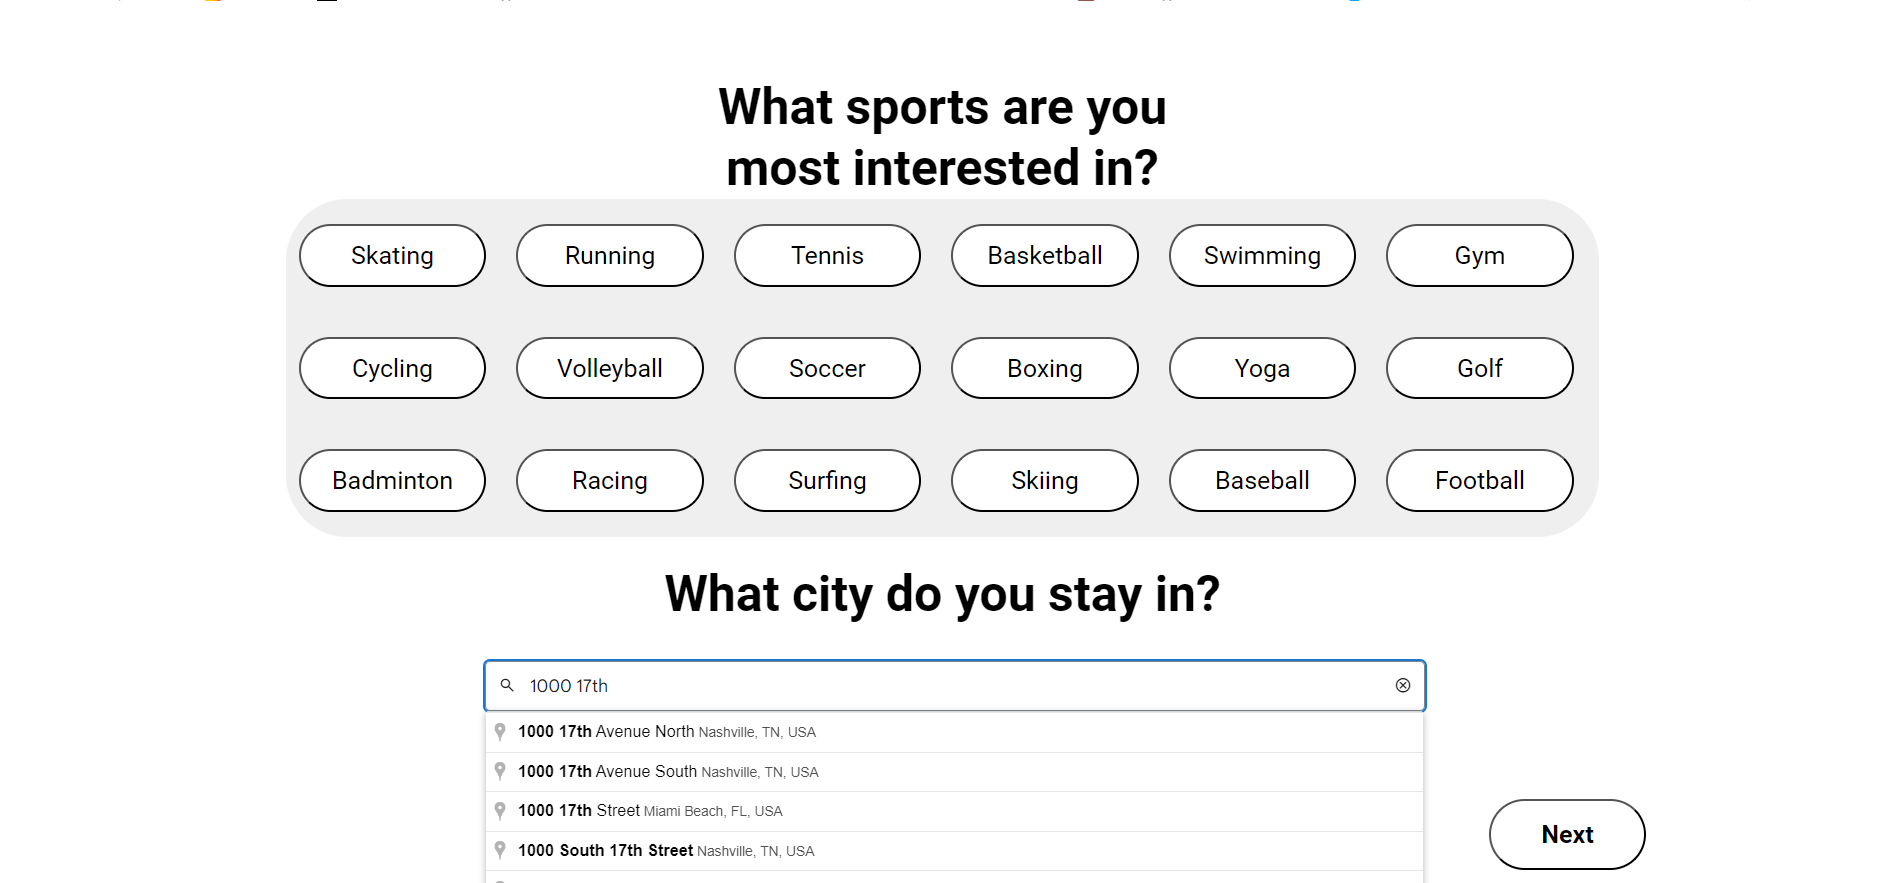 What sports are you
most interested in?
Skating Running Tennis Basketball Swimming Gym
Cycling Volleyball Soccer Boxing Yoga Golf
Badminton Racing Surfing Skiing Baseball Football
What city do you stay in?
1000 17th
1000 17th Avenue North Nashville, TN, USA
1000 17th Avenue South Nashville, TN, USA
1000 17th Street Miami Beach, FL, USA
1000 South 17th Street Nashville, TN, USA
Next